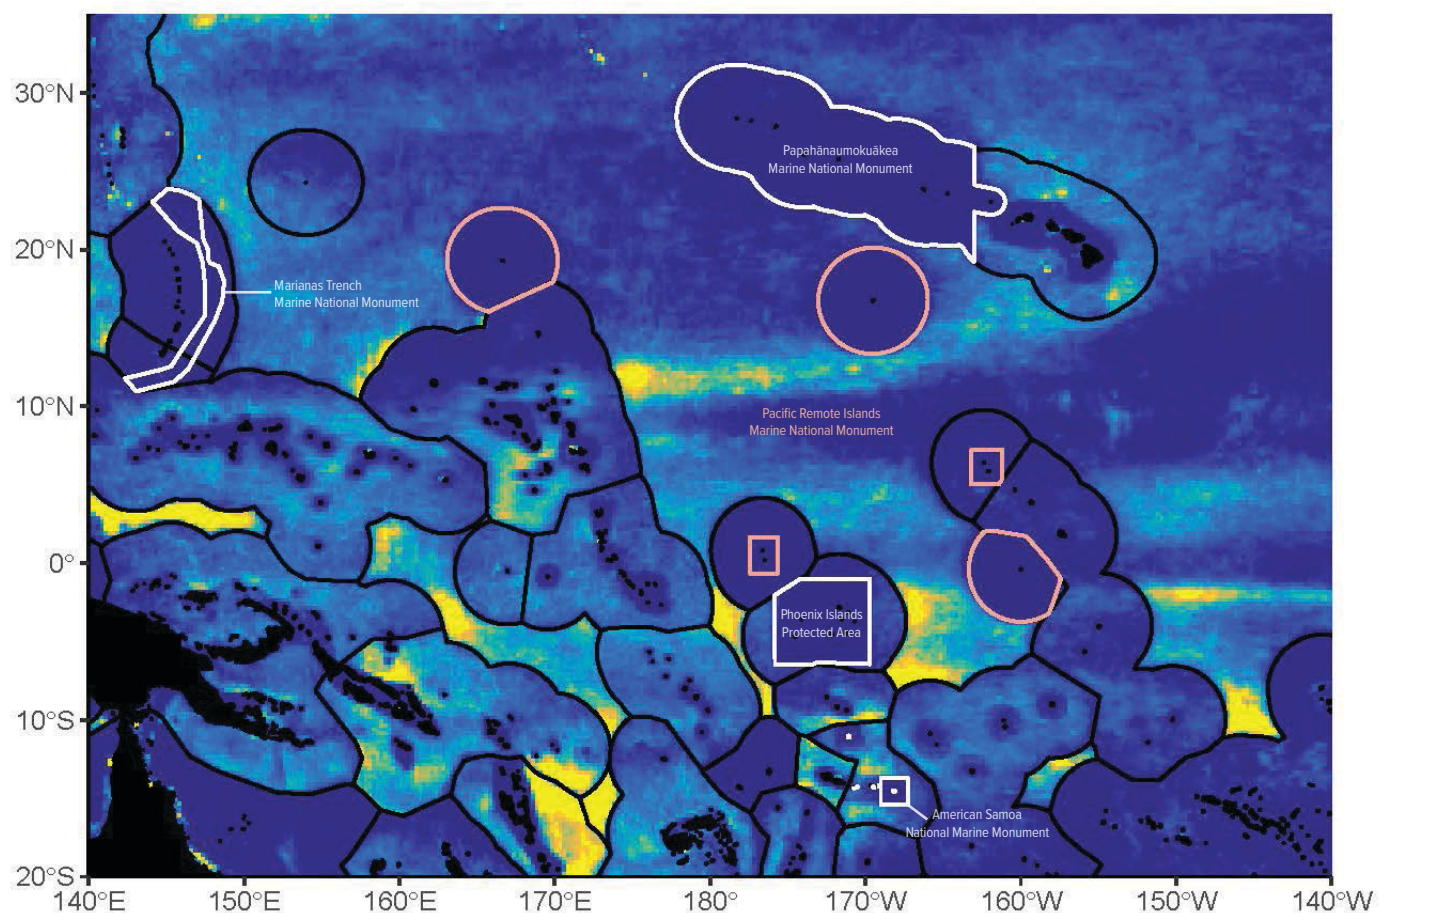 30°N
Papahānaumokuākea
Marine National Monument
20°N
Marianas Trench
Marine National Monument
10°N
Pacific Remote Islands
Marine National Monument
0°
Phoenix Islands
Protected Area
10°S
American Samoa
National Marine Monument
20°S
140°E 150°E 160°E 170°E 180° 170°W 160°W 150°W 140°W